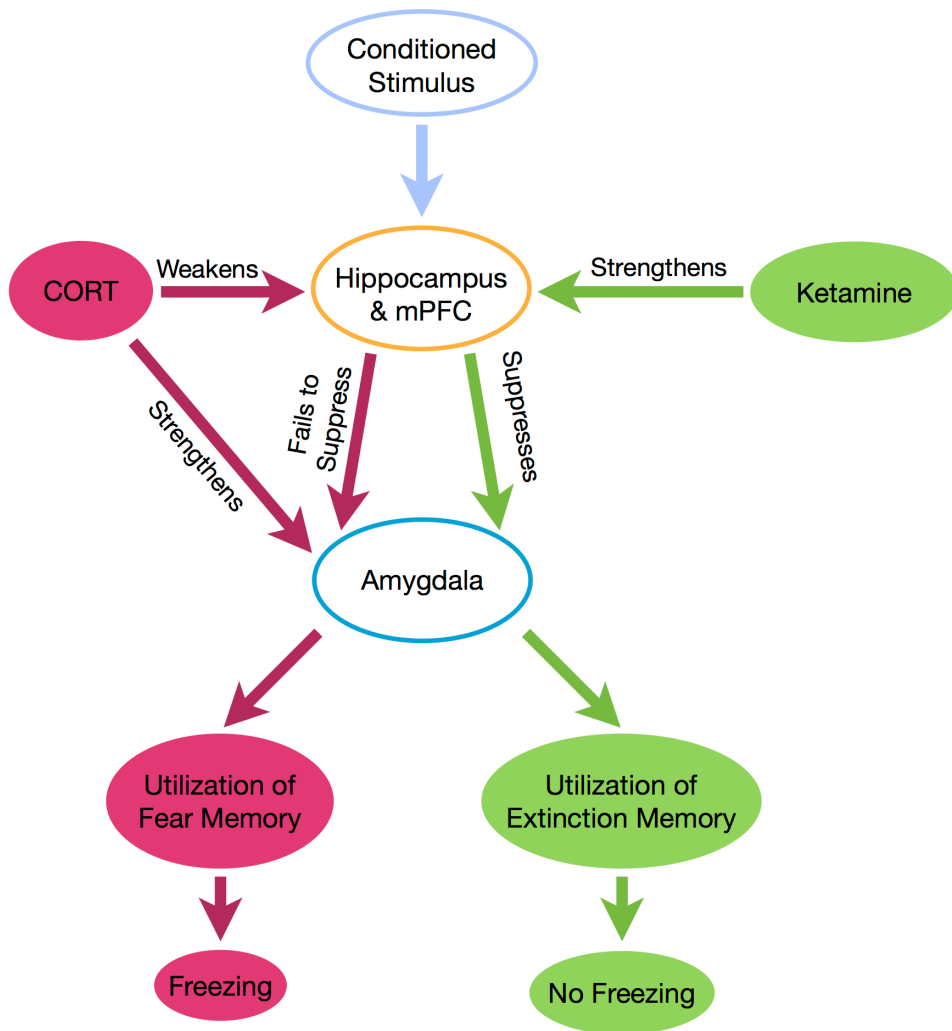 Conditioned
Stimulus
CORT
Weakens
Hippocampus
& mPFC
Strengthens
Ketamine
Strengthens
Fails to
Suppress
Suppresses
Amygdala
Utilization of
Fear Memory
Utilization of
Extinction Memory
Freezing
No Freezing